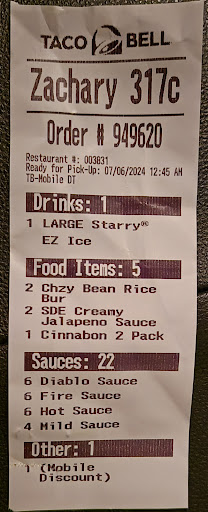 TACO BELL
Zachary 317c
Order # 949620
Restaurant #: 003831
Ready for Pick-Up: 07/06/2024 12:45 AM
TB-Mobile DT
Drinks: 1
1 LARGE Starry®
EZ Ice
Food Items: 5
2 Chzy Bean Rice
Bur
2 SDE Creamy
Jalapeno Sauce
1 Cinnabon 2 Pack
Sauces: 22
6 Diablo Sauce
6 Fire Sauce
6 Hot Sauce
4 Mild Sauce
Other: 1
1 (Mobile
Discount)